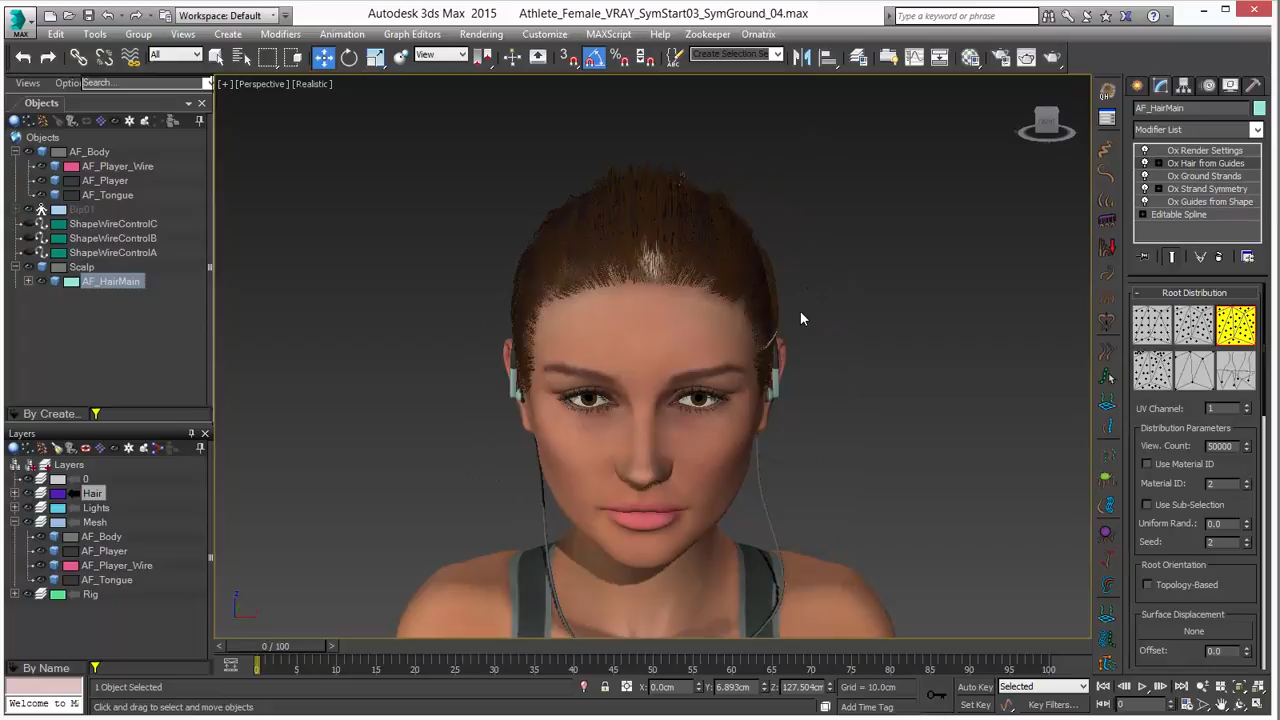 Workspace: Default
Autodesk 3ds Max 2015 Athlete_Female_VRAY_SymStart03_SymGround_04.max
Type a keyword or phrase
MAX
Edit Tools Group Views Create Modifiers Animation Graph Editors Rendering Customize MAXScript Help Zookeeper Ornatrix
All
View
Create Selection Se
Views Optio Search...
[+] [Perspective] [Realistic]
Objects
Objects
AF_Body
AF_Player_Wire
AF_Player
AF_Tongue
Bip01
ShapeWireControlC
ShapeWireControlB
ShapeWireControlA
Scalp
AF_HairMain
By Create...
Layers
Layers
0
Hair
Lights
Mesh
AF_Body
AF_Player
AF_Player_Wire
AF_Tongue
Rig
By Name
AF_HairMain
Modifier List
Ox Render Settings
Ox Hair from Guides
Ox Ground Strands
Ox Strand Symmetry
Ox Guides from Shape
Editable Spline
Root Distribution
UV Channel: 1
Distribution Parameters
View. Count: 50000
Use Material ID
Material ID: 2
Use Sub-Selection
Uniform Rand.: 0.0
Seed: 2
Root Orientation
Topology-Based
Surface Displacement
None
Offset: 0.0
0 / 100
0 5 10 15 20 25 30 35 40 45 50 55 60 65 70 75 80 85 90 95 100
1 Object Selected
X: 0.0cm Y: 6.893cm Z: 127.504cm Grid = 10.0cm
Auto Key Selected
Welcome to M
Click and drag to select and move objects
Add Time Tag
Set Key Key Filters...
0